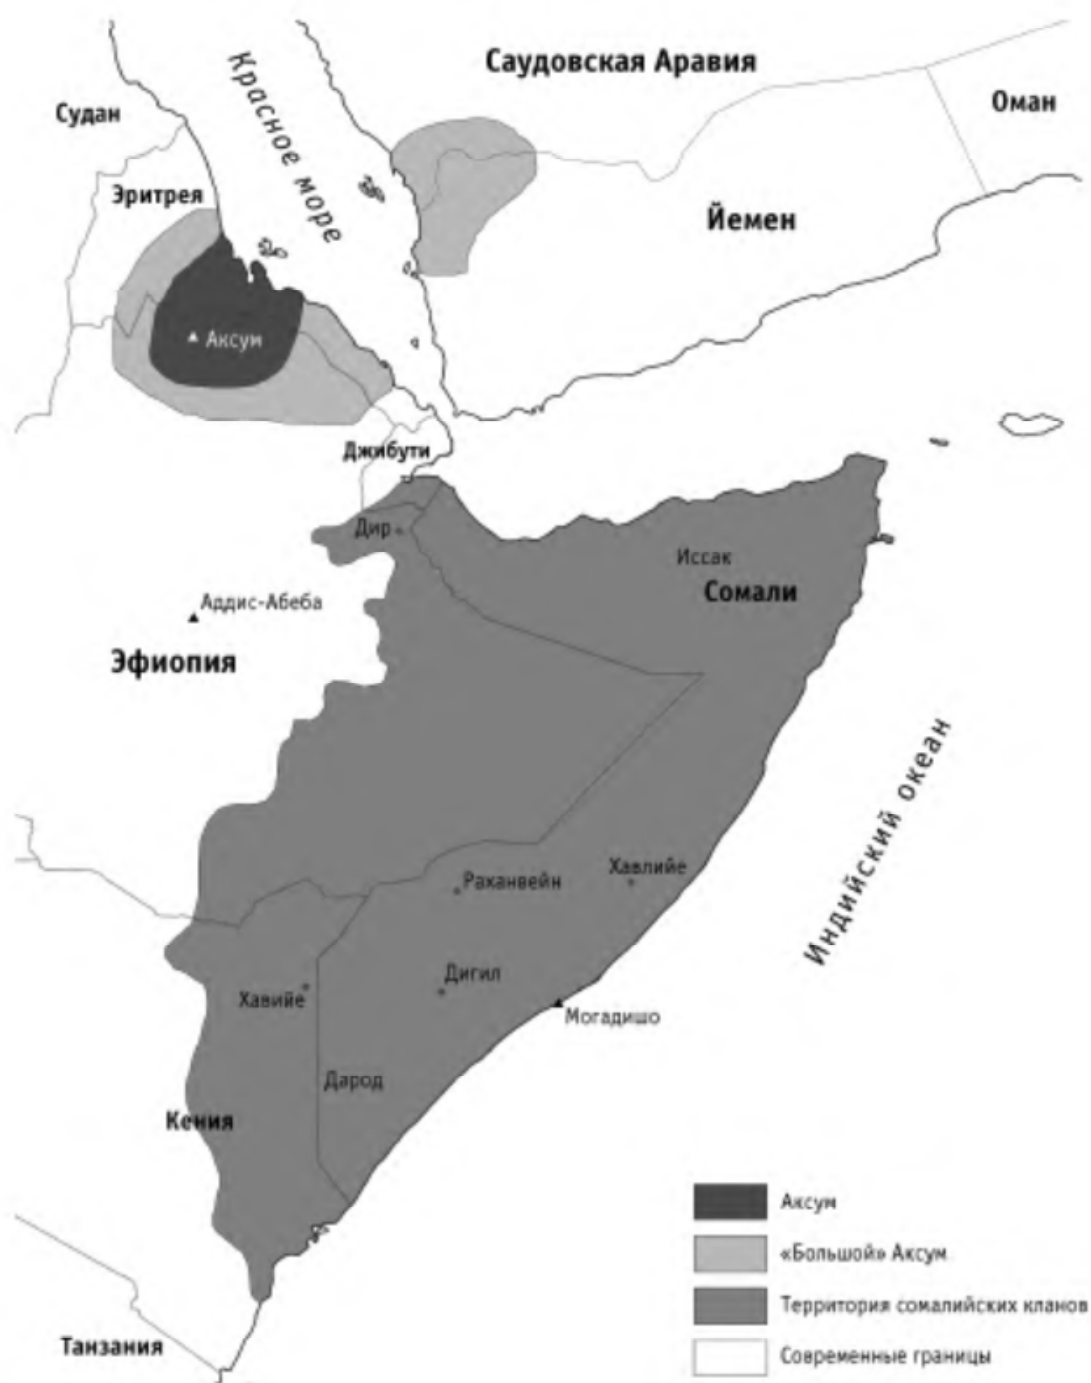 Саудовская Аравия
Красное море
Оман
Судан
Эритрея
Йемен
Аксум
Джибути
Дир
Иссак
Сомали
Аддис-Абеба
Эфиопия
Индийский океан
Хавлийе
Раханвейн
Дигил
Хавийе
Могадишо
Дарод
Кения
Аксум
«Большой» Аксум
Территория сомалийских кланов
Танзания
Современные границы